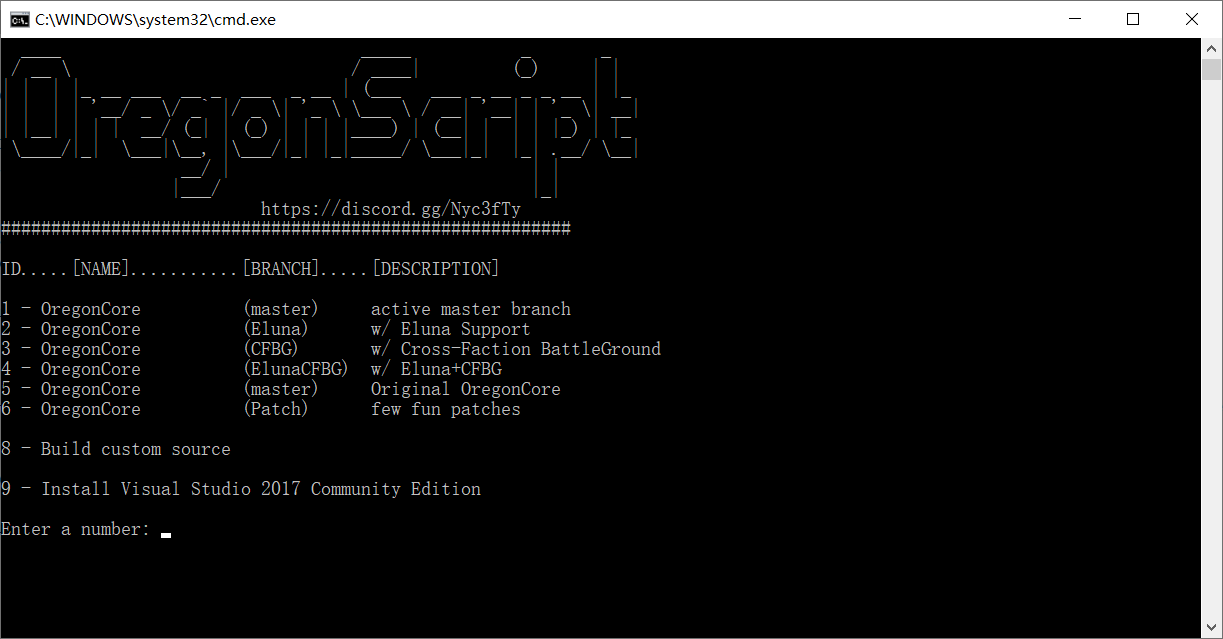 C:\WINDOWS\system32\cmd.exe
OregonScript
https://discord.gg/Nyc3fTy
#########################################################
ID.....[NAME]...........[BRANCH].....[DESCRIPTION]
1 - OregonCore (master) active master branch
2 - OregonCore (Eluna) w/ Eluna Support
3 - OregonCore (CFBG) w/ Cross-Faction BattleGround
4 - OregonCore (ElunaCFBG) w/ Eluna+CFBG
5 - OregonCore (master) Original OregonCore
6 - OregonCore (Patch) few fun patches
8 - Build custom source
9 - Install Visual Studio 2017 Community Edition
Enter a number: